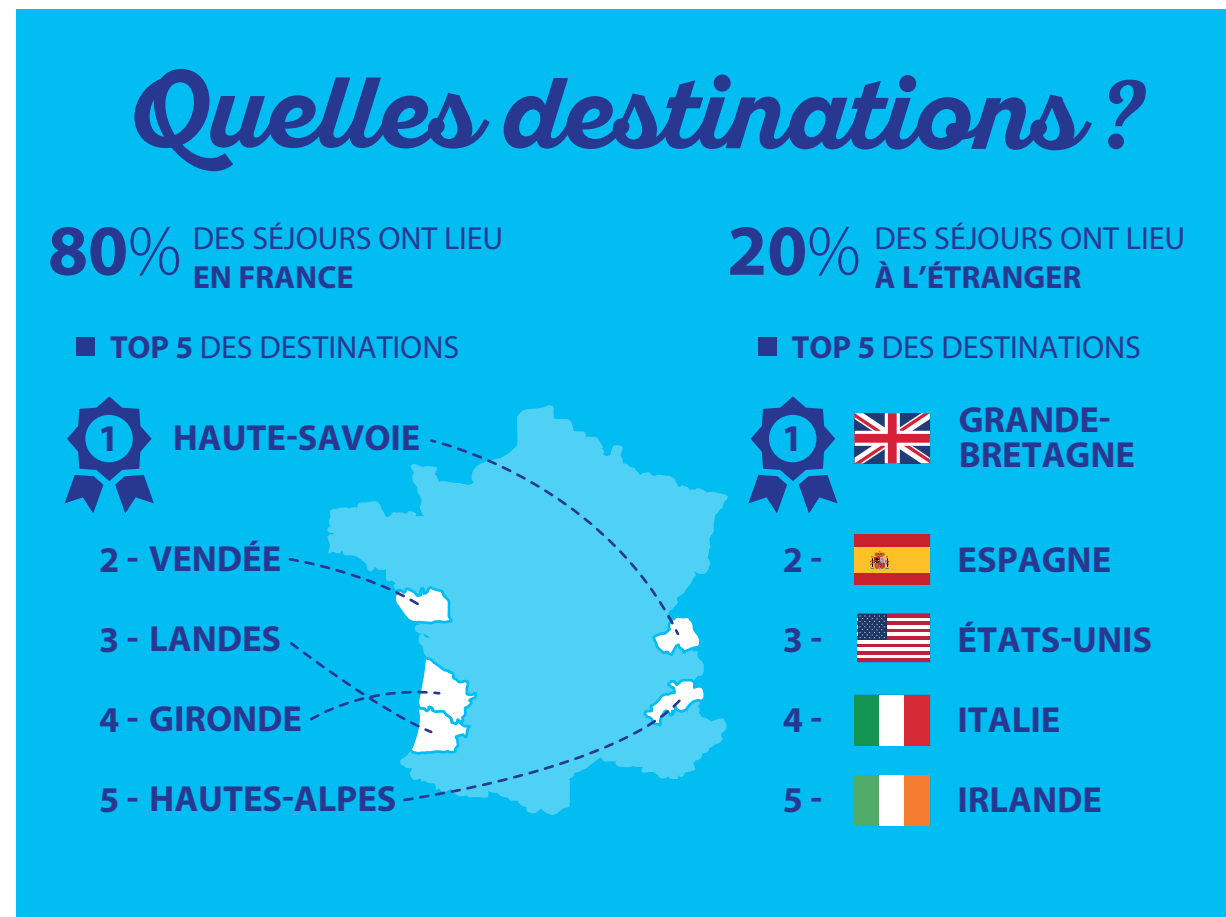 Quelles destinations ?
80% DES SÉJOURS ONT LIEU
EN FRANCE
TOP 5 DES DESTINATIONS
1 HAUTE-SAVOIE
2 - VENDÉE
3 - LANDES
4 - GIRONDE
5 - HAUTES-ALPES
20% DES SÉJOURS ONT LIEU
À L’ÉTRANGER
TOP 5 DES DESTINATIONS
1 GRANDE-
BRETAGNE
2 - ESPAGNE
3 - ÉTATS-UNIS
4 - ITALIE
5 - IRLANDE